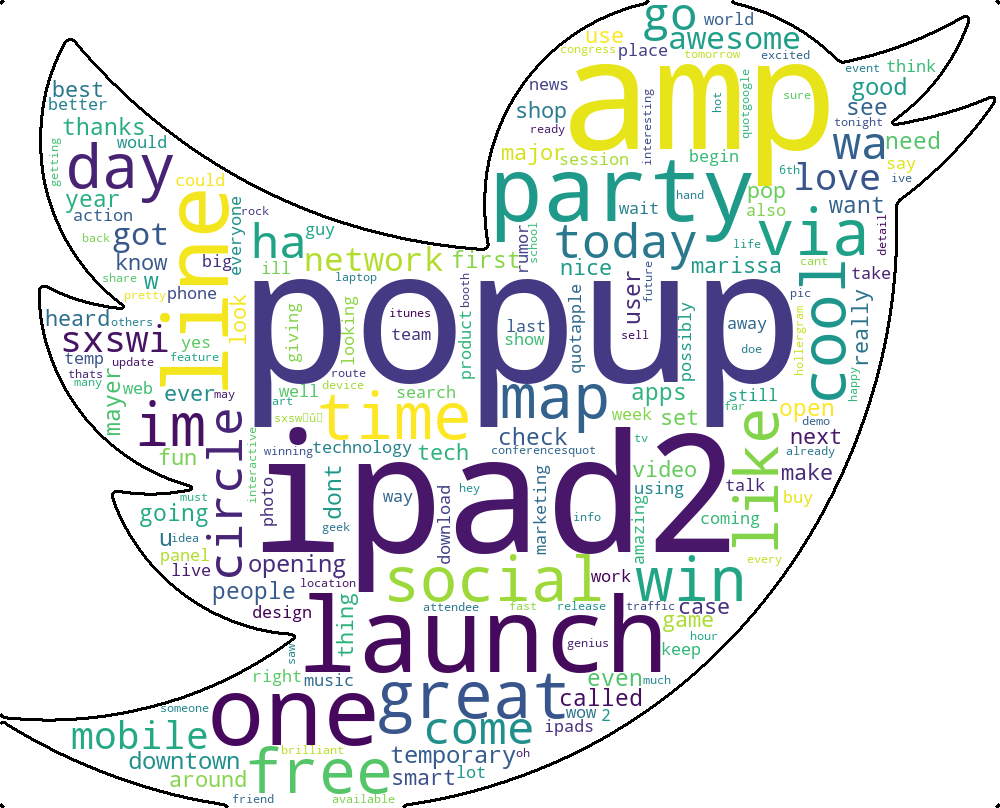 go
world
use
awesome
congress
place
tomorrow
excited
amp
event
think
news
interesting
hot
quotgoogle
sure
good
best
better
shop
see
thanks
would
ready
tonight
wa
need
getting
day
major
session
begin
6th
say
could
party
hand
pop
love
ive
year
line
everyone
rock
wait
also
want
action
got
ha
guy
rumor
school
today
life
via
detail
back
know
big
ill
network
first
nice
marissa
cant
take
share
w
laptop
booth
user
future
cool
pretty
phone
popup
quotapple
pic
really
heard
others
look
giving
looking
itunes
team
last
show
product
sell
possibly
away
hollergram
sxswi
yes
doe
temp
update
feature
route
happy
thats
many
web
ever
may
well
device
search
map
apps
still
mayer
im
circle
art
sxsw
time
week
set
far
like
open
demo
fun
interactive
winning
technology
tech
check
conferencesquot
tv
next
already
dont
ipad2
video
make
must
photo
way
hey
download
marketing
using
talk
buy
going
geek
info
amazing
coming
u
idea
panel
opening
every
live
location
social
work
win
people
design
thing
attendee
fast
release
traffic
case
launch
game
genius
hour
saw
keep
right
music
even
much
someone
one
great
called
mobile
come
wow
2
ipads
brilliant
downtown
free
temporary
oh
around
smart
lot
friend
available